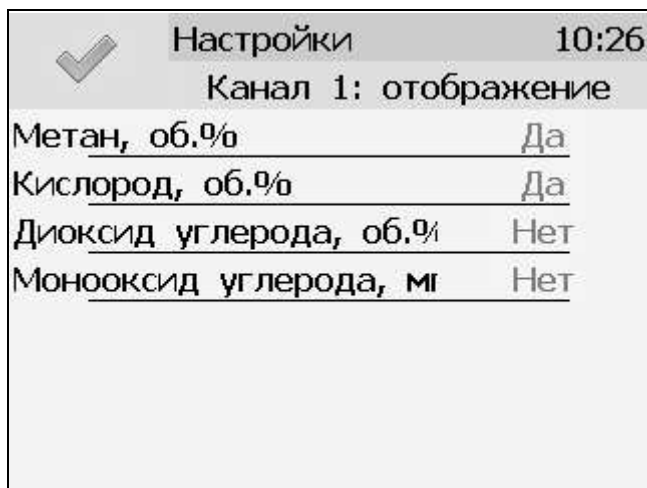 Настройки 10:26
Канал 1: отображение
Метан, об.% Да
Кислород, об.% Да
Диоксид углерода, об.% Нет
Монооксид углерода, мг Нет